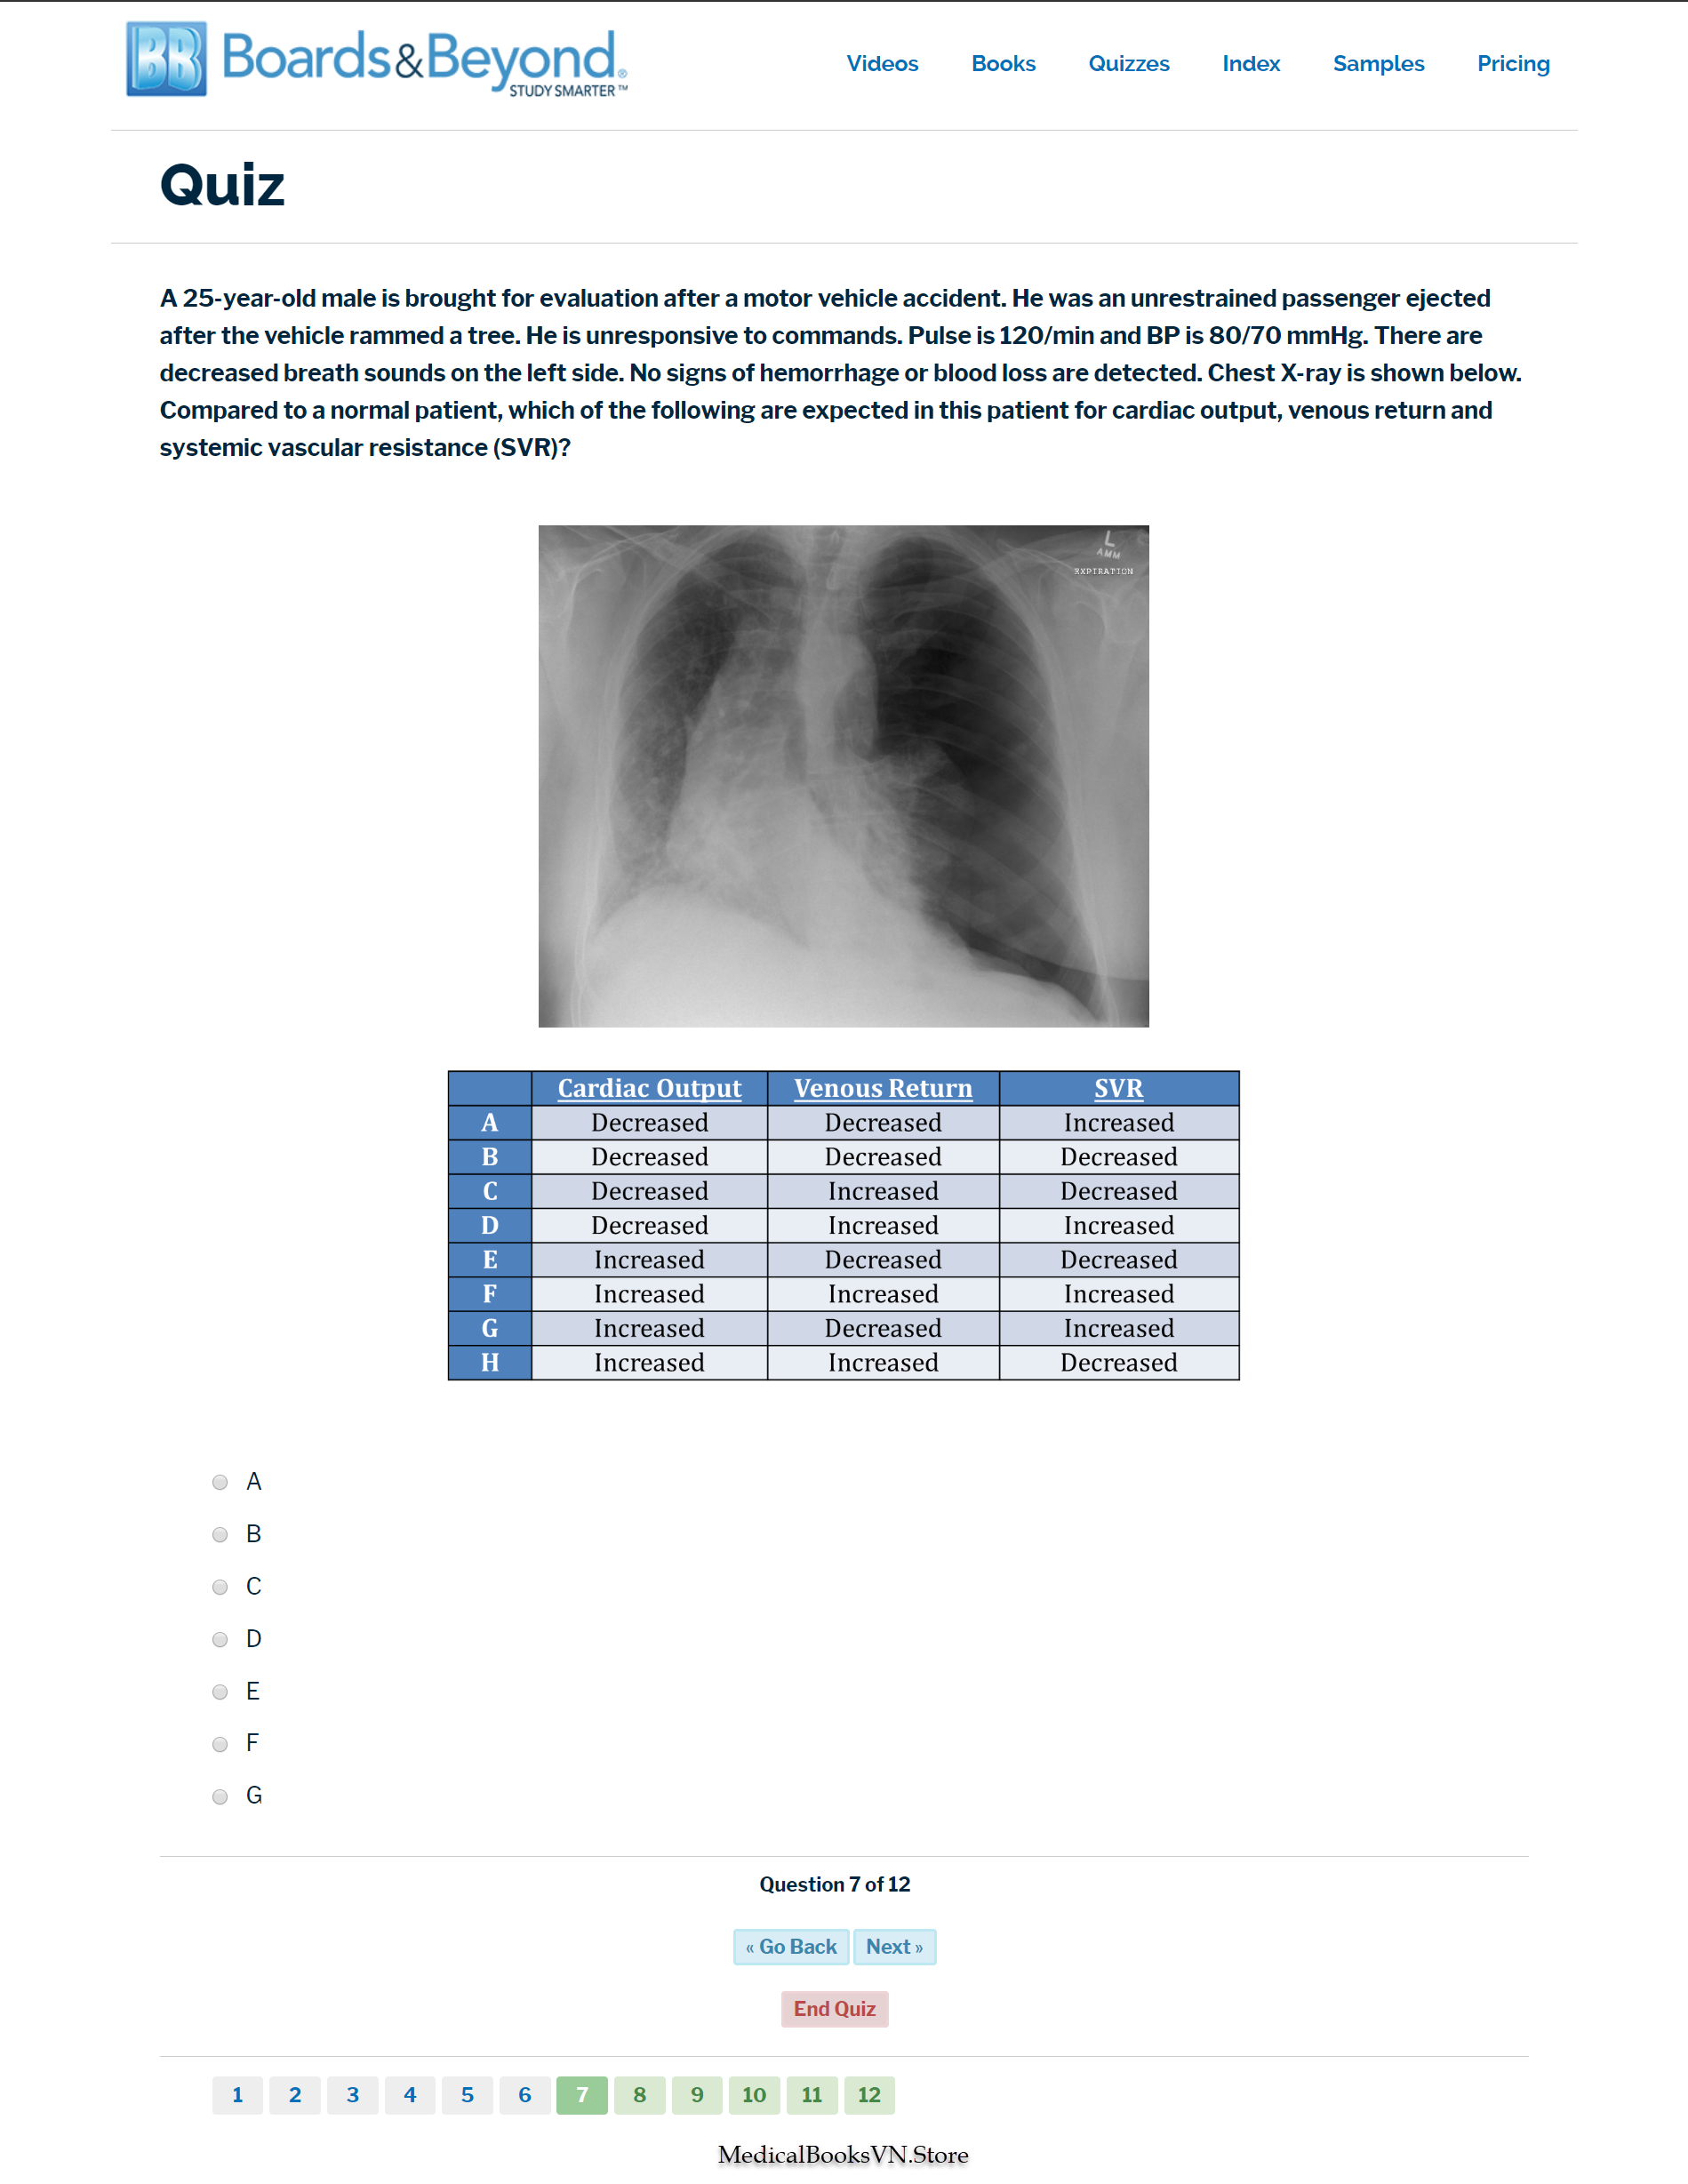 BB Boards&Beyond®
STUDY SMARTER™
Videos Books Quizzes Index Samples Pricing
Quiz
A 25-year-old male is brought for evaluation after a motor vehicle accident. He was an unrestrained passenger ejected
after the vehicle rammed a tree. He is unresponsive to commands. Pulse is 120/min and BP is 80/70 mmHg. There are
decreased breath sounds on the left side. No signs of hemorrhage or blood loss are detected. Chest X-ray is shown below.
Compared to a normal patient, which of the following are expected in this patient for cardiac output, venous return and
systemic vascular resistance (SVR)?
L
AMM
EXPIRATION
Cardiac Output Venous Return SVR
A Decreased Decreased Increased
B Decreased Decreased Decreased
C Decreased Increased Decreased
D Decreased Increased Increased
E Increased Decreased Decreased
F Increased Increased Increased
G Increased Decreased Increased
H Increased Increased Decreased
A
B
C
D
E
F
G
Question 7 of 12
« Go Back Next »
End Quiz
1 2 3 4 5 6 7 8 9 10 11 12
MedicalBooksVN.Store